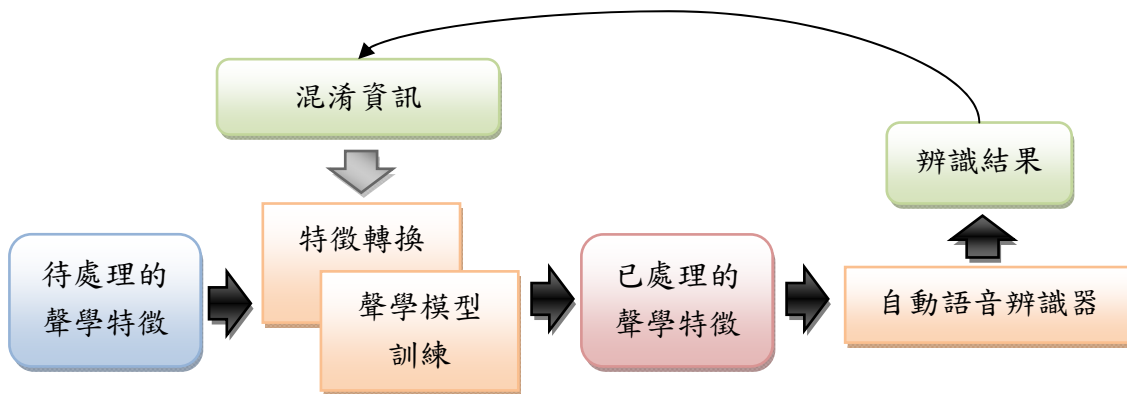 混淆資訊
辨識結果
特徵轉換
待處理的
聲學特徵
聲學模型
訓練
已處理的
聲學特徵
自動語音辨識器